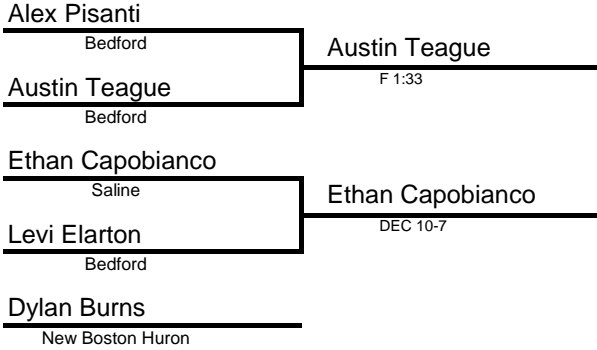 Alex Pisanti
Bedford
Austin Teague
F 1:33
Austin Teague
Bedford
Ethan Capobianco
Saline
Ethan Capobianco
DEC 10-7
Levi Elarton
Bedford
Dylan Burns
New Boston Huron